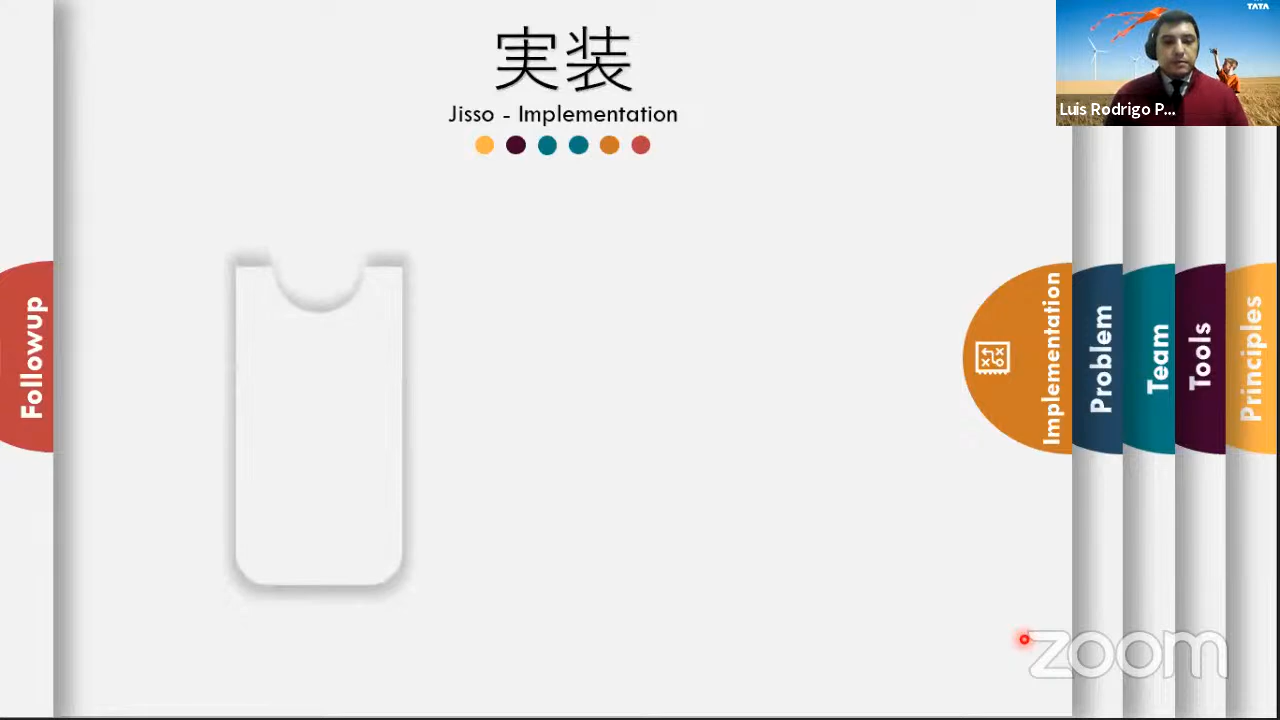 実装
Jisso - Implementation
TATA
Luis Rodrigo P...
Followup
Implementation
Problem
Team
Tools
Principles
zoom